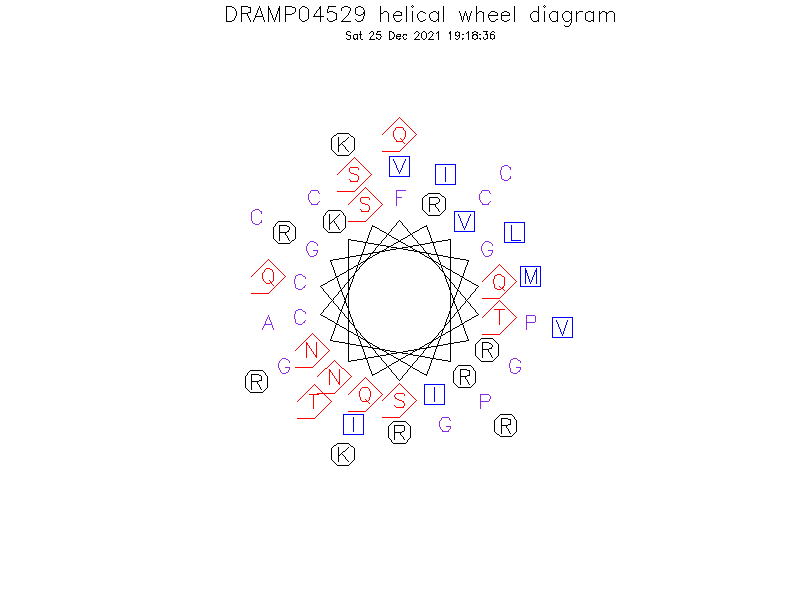 DRAMP04529 helical wheel diagram
Sat 25 Dec 2021 19:18:36
Q
K
V
S I C
C S F R C
C K V
R L
G G
Q C Q M
A C T P V
N R
G G
R N R
T Q S I P
I R G R
K